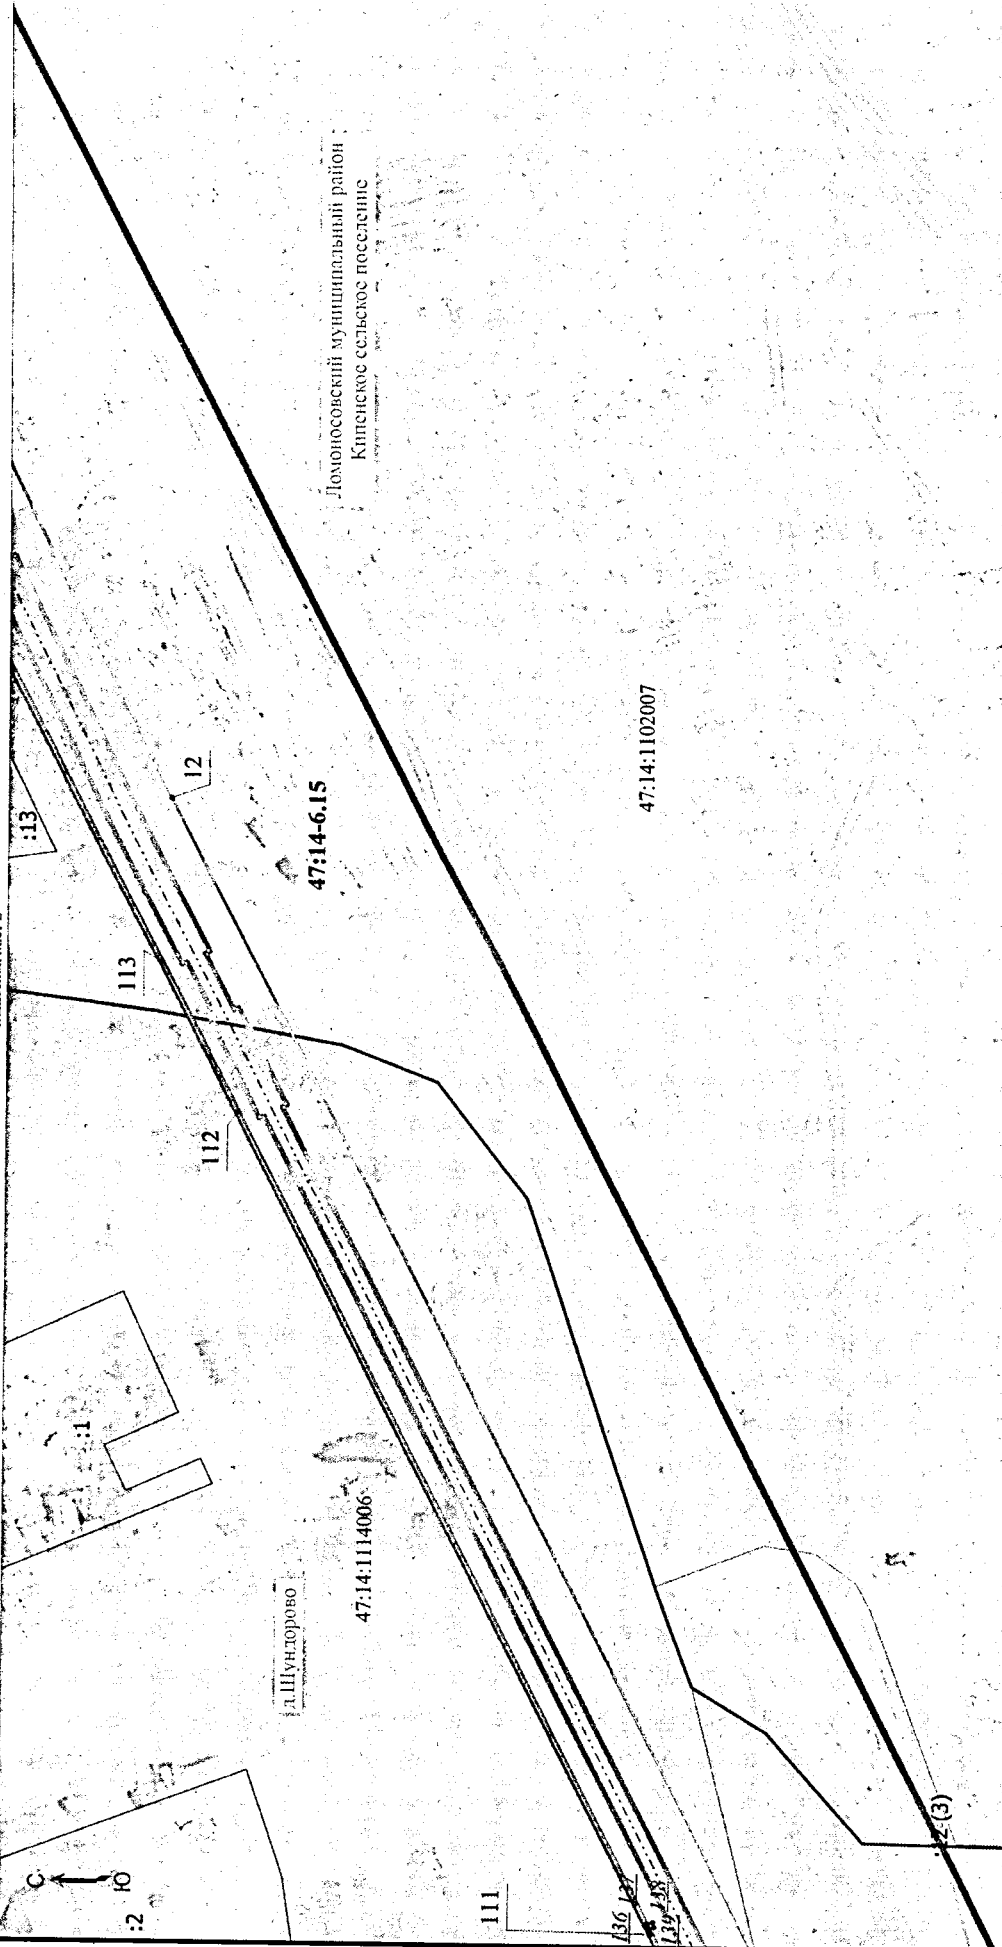 Ломоносовский муниципальный район
Кипенское сельское поселение
:13
12
47:14-6.15
113
47:14:1102007
112
:1
47:14:1114006
д.Шундорово
С
Ю
:2
111
136 137
139 138